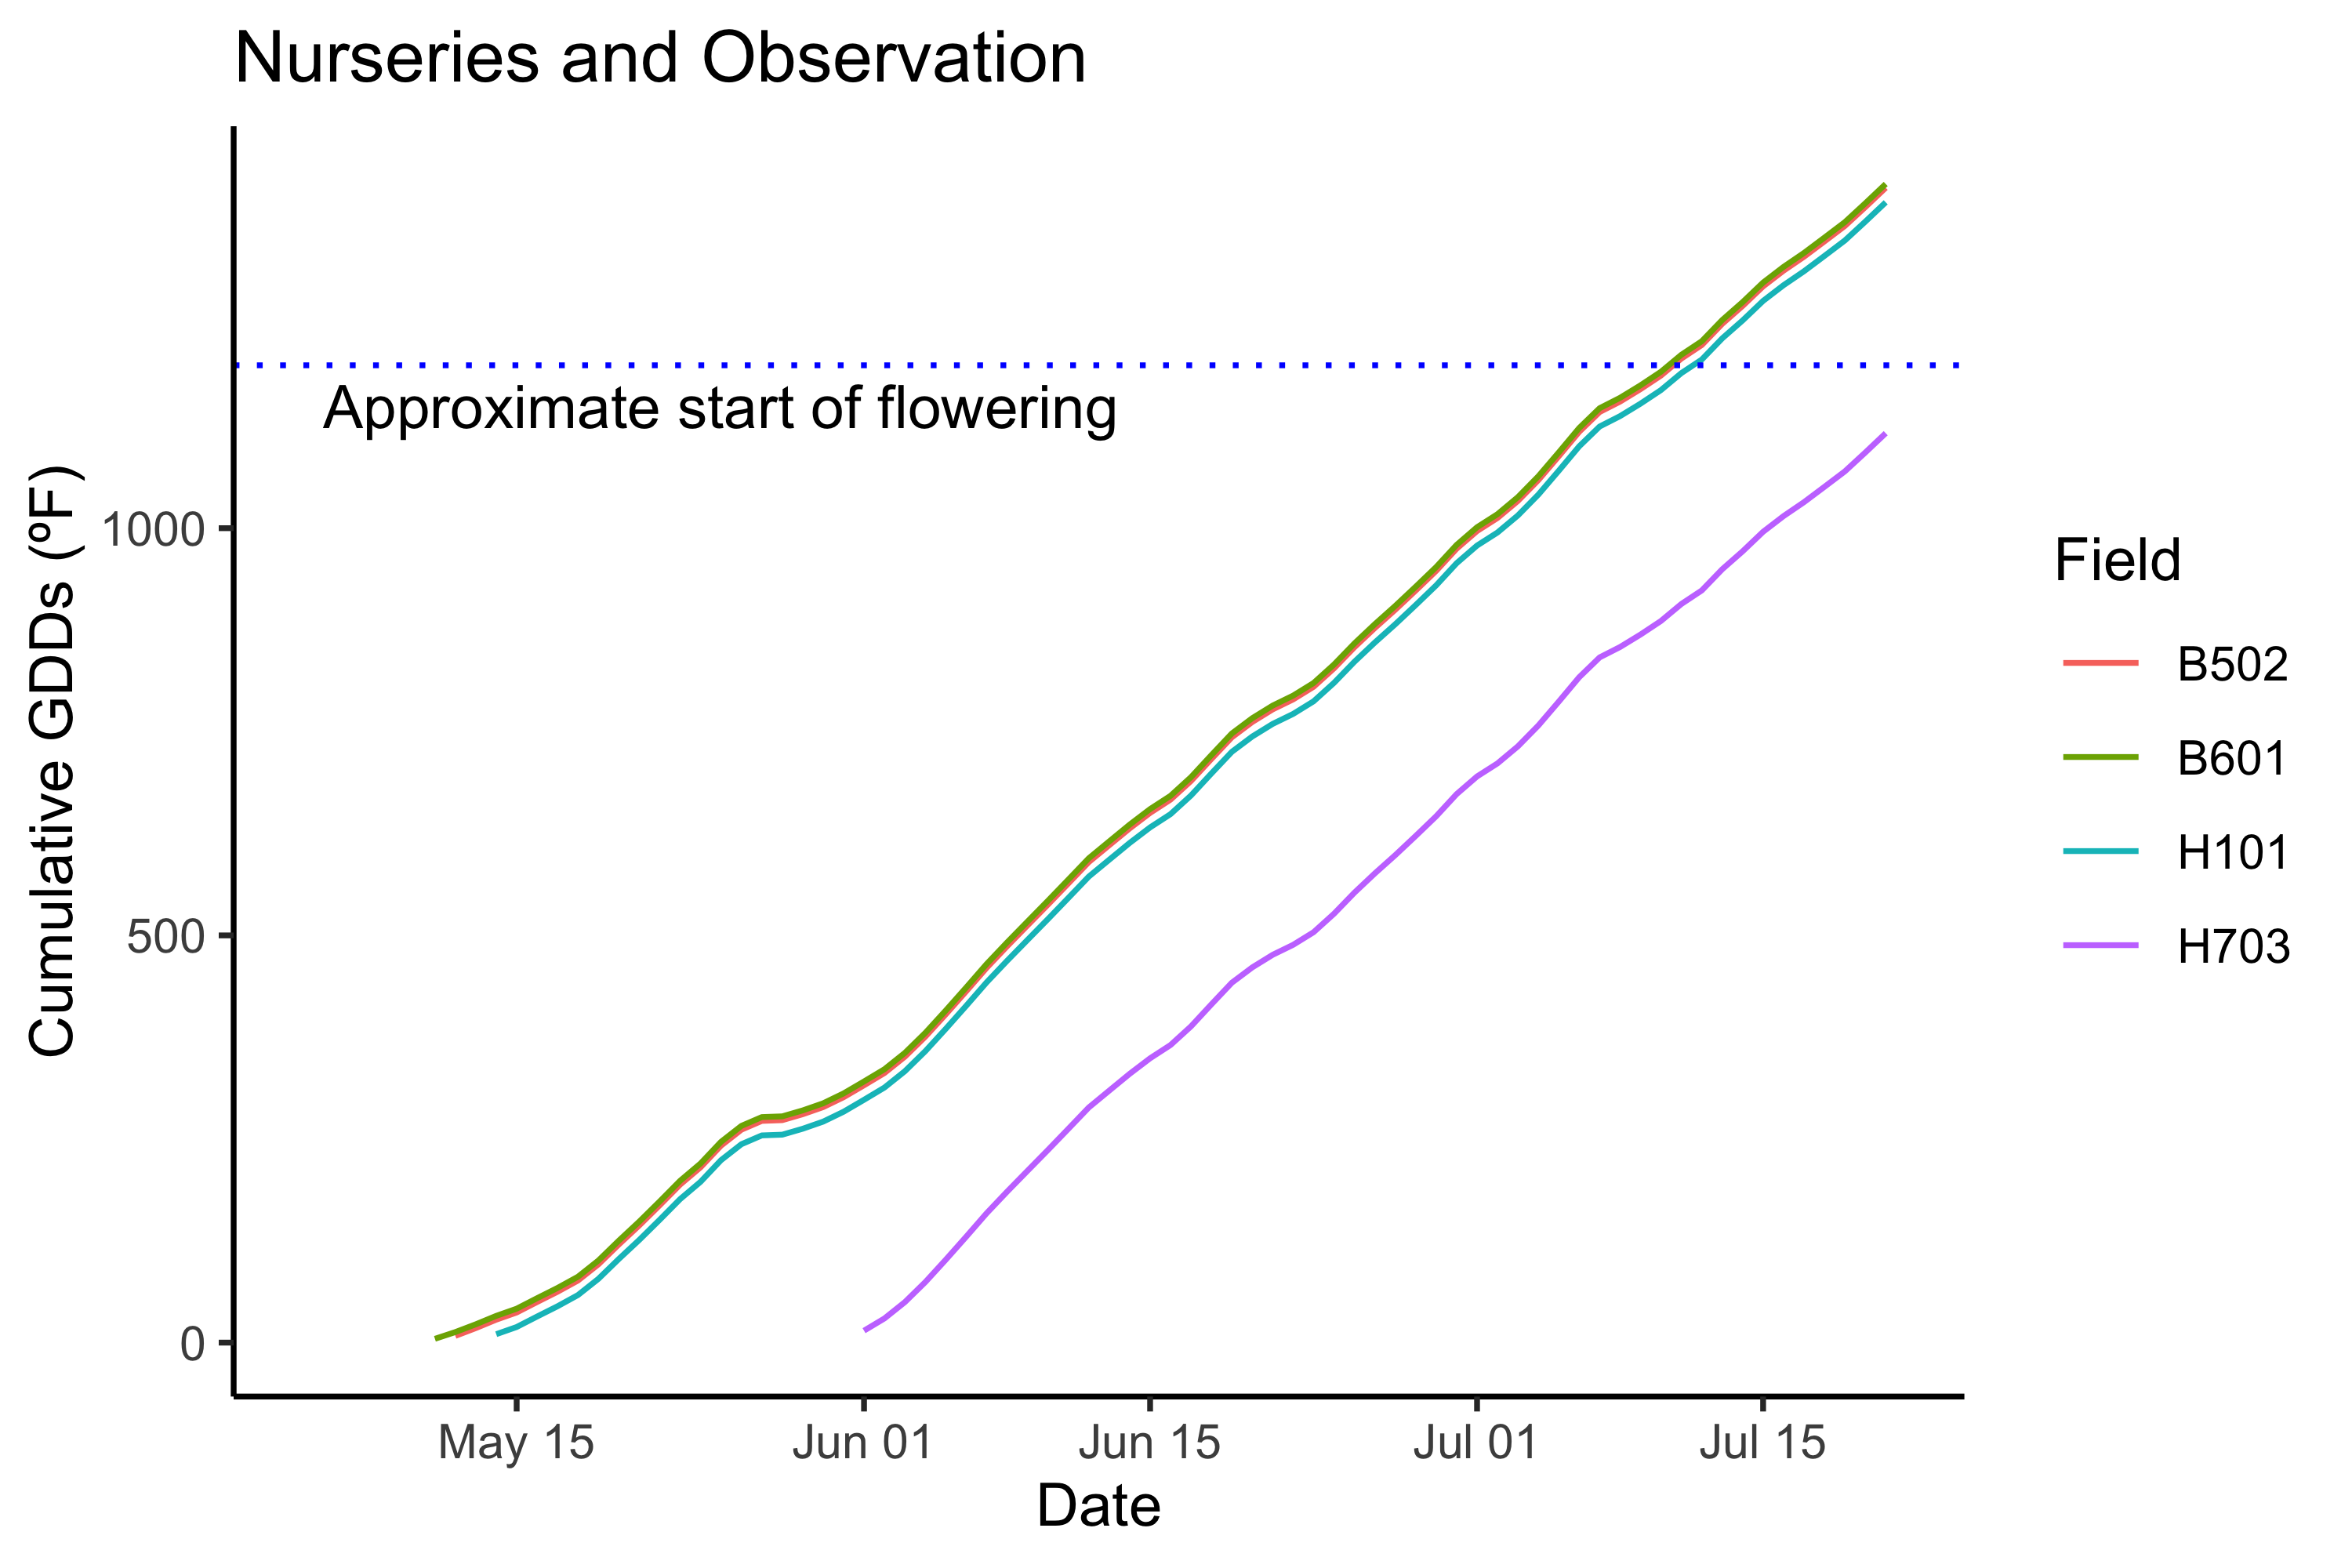 Nurseries and Observation
Approximate start of flowering
Cumulative GDDs (ºF)
1000
500
0
May 15
Jun 01
Jun 15
Jul 01
Jul 15
Date
Field
B502
B601
H101
H703